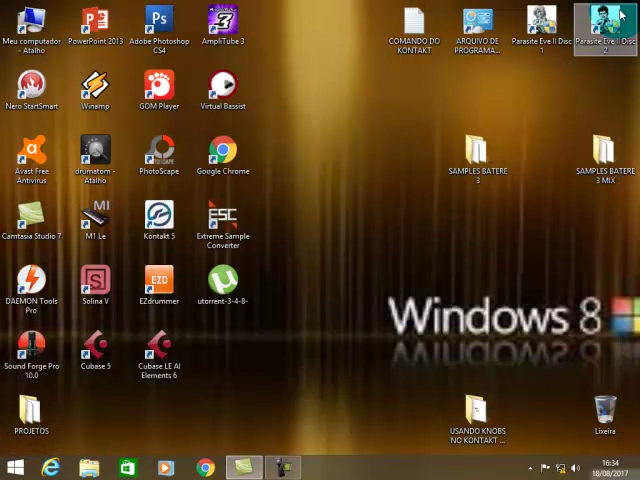 Meu computador - Atalho
PowerPoint 2013
Adobe Photoshop CS4
AmpliTube 3
COMANDO DO KONTAKT
ARQUIVO DE PROGRAMA...
Parasite Eve II Disc 1
Parasite Eve II Disc 2
Nero StartSmart
Winamp
GOM Player
Virtual Bassist
Avast Free Antivirus
drumatom - Atalho
PhotoScape
Google Chrome
SAMPLES BATERE 3
SAMPLES BATERE 3 MIX
Camtasia Studio 7
M1 Le
Kontakt 5
Extreme Sample Converter
DAEMON Tools Pro
Solina V
EZdrummer
utorrent-3-4-8-
Windows 8
Sound Forge Pro 10.0
Cubase 5
Cubase LE AI Elements 6
PROJETOS
USANDO KNOBS NO KONTAKT ...
Lixeira
16:34
18/08/2017